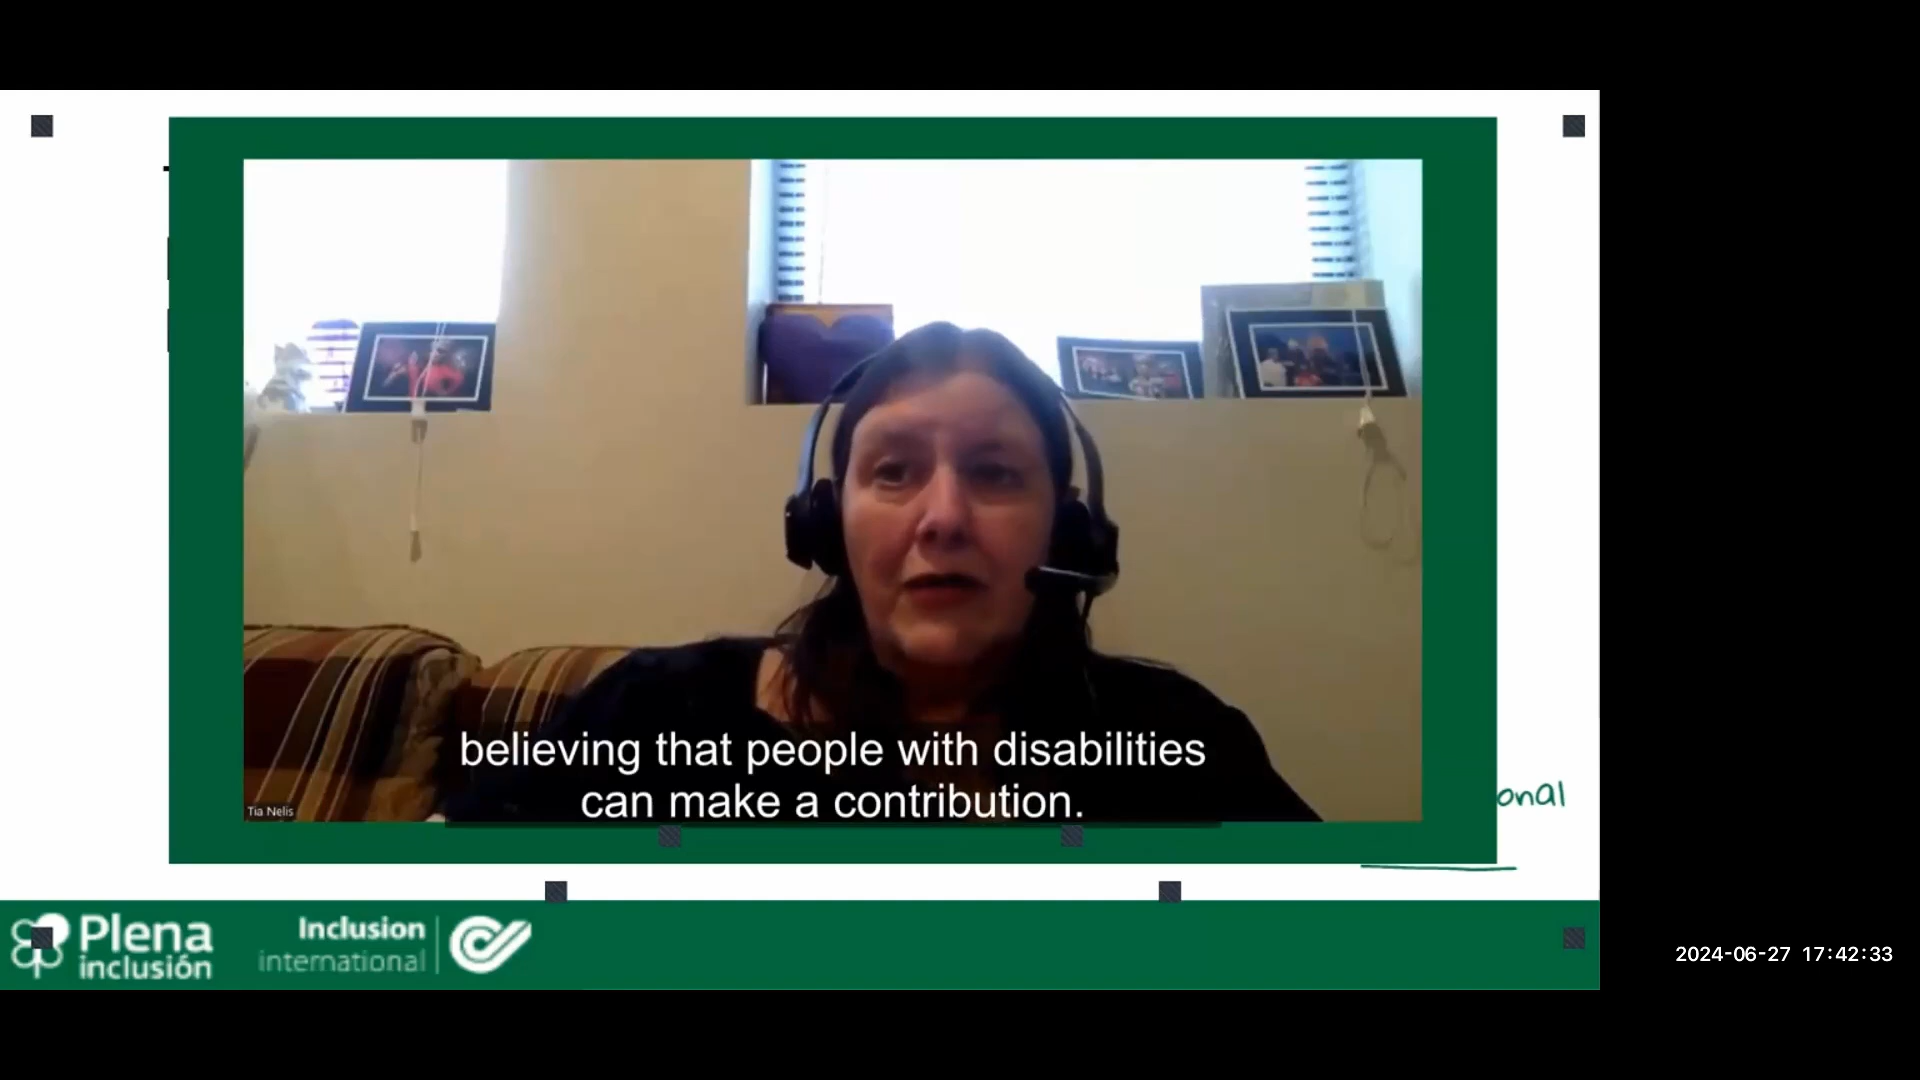 believing that people with disabilities
can make a contribution.
Tia Nelis
onal
Plena
inclusión
Inclusion
international
2024-06-27 17:42:33